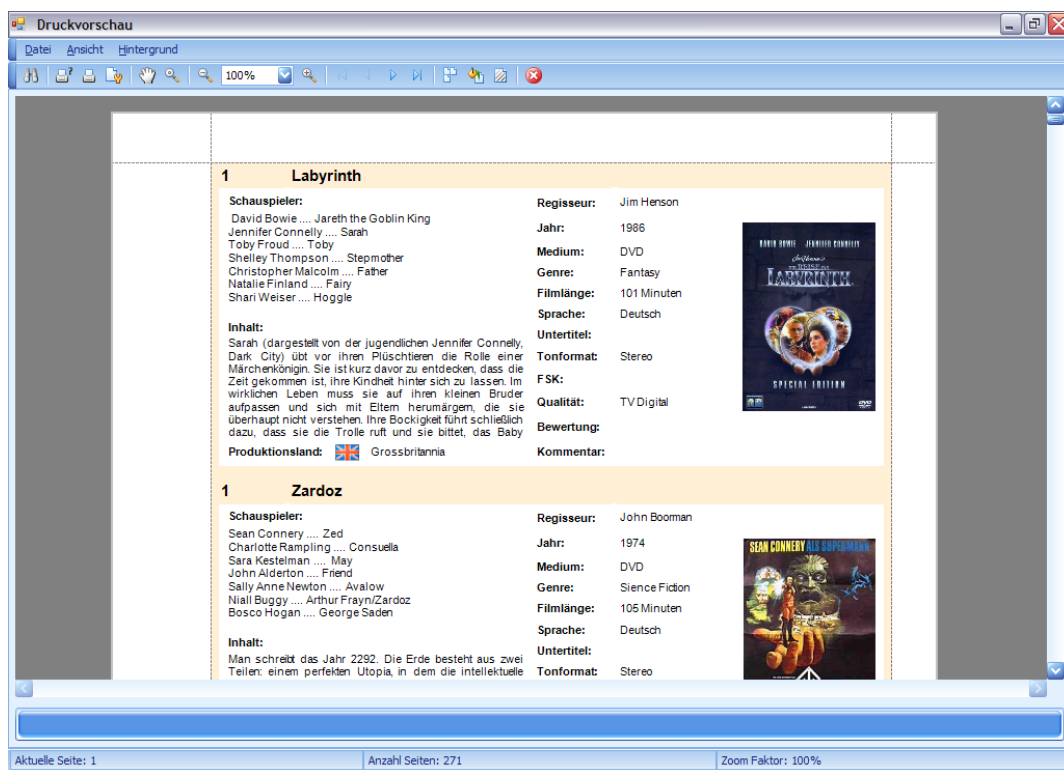 Druckvorschau
Datei Ansicht Hintergrund
100%
1 Labyrinth
Schauspieler:
David Bowie .... Jareth the Goblin King
Jennifer Connelly .... Sarah
Toby Froud .... Toby
Shelley Thompson .... Stepmother
Christopher Malcolm .... Father
Natalie Finland .... Fairy
Shari Weiser .... Hoggle
Inhalt:
Sarah (dargestellt von der jugendlichen Jennifer Connelly,
Dark City) übt vor ihren Plüschtieren die Rolle einer
Märchenkönigin. Sie ist kurz davor zu entdecken, dass die
Zeit gekommen ist, ihre Kindheit hinter sich zu lassen. Im
wirklichen Leben muss sie auf ihren kleinen Bruder
aufpassen und sich mit Eltern herumärgern, die sie
überhaupt nicht verstehen. Ihre Bockigkeit führt schließlich
dazu, dass sie die Trolle ruft und sie bittet, das Baby
Produktionsland: Grossbritannia
Regisseur: Jim Henson
Jahr: 1986
Medium: DVD
Genre: Fantasy
Filmlänge: 101 Minuten
Sprache: Deutsch
Untertitel:
Tonformat: Stereo
FSK:
Qualität: TV Digital
Bewertung:
Kommentar:
DAVID BOWIE JENNIFER CONNELLY
DIE REISE INS
LABYRINTH
SPECIAL EDITION
1 Zardoz
Schauspieler:
Sean Connery .... Zed
Charlotte Rampling .... Consuella
Sara Kestelman .... May
John Alderton .... Friend
Sally Anne Newton .... Avalow
Niall Buggy .... Arthur Frayn/Zardoz
Bosco Hogan .... George Saden
Inhalt:
Man schreibt das Jahr 2292. Die Erde besteht aus zwei
Teilen: einem perfekten Utopia, in dem die intellektuelle
Regisseur: John Boorman
Jahr: 1974
Medium: DVD
Genre: Sience Fiction
Filmlänge: 105 Minuten
Sprache: Deutsch
Untertitel:
Tonformat: Stereo
SEAN CONNERY ALS SUPERMANN
Aktuelle Seite: 1
Anzahl Seiten: 271
Zoom Faktor: 100%